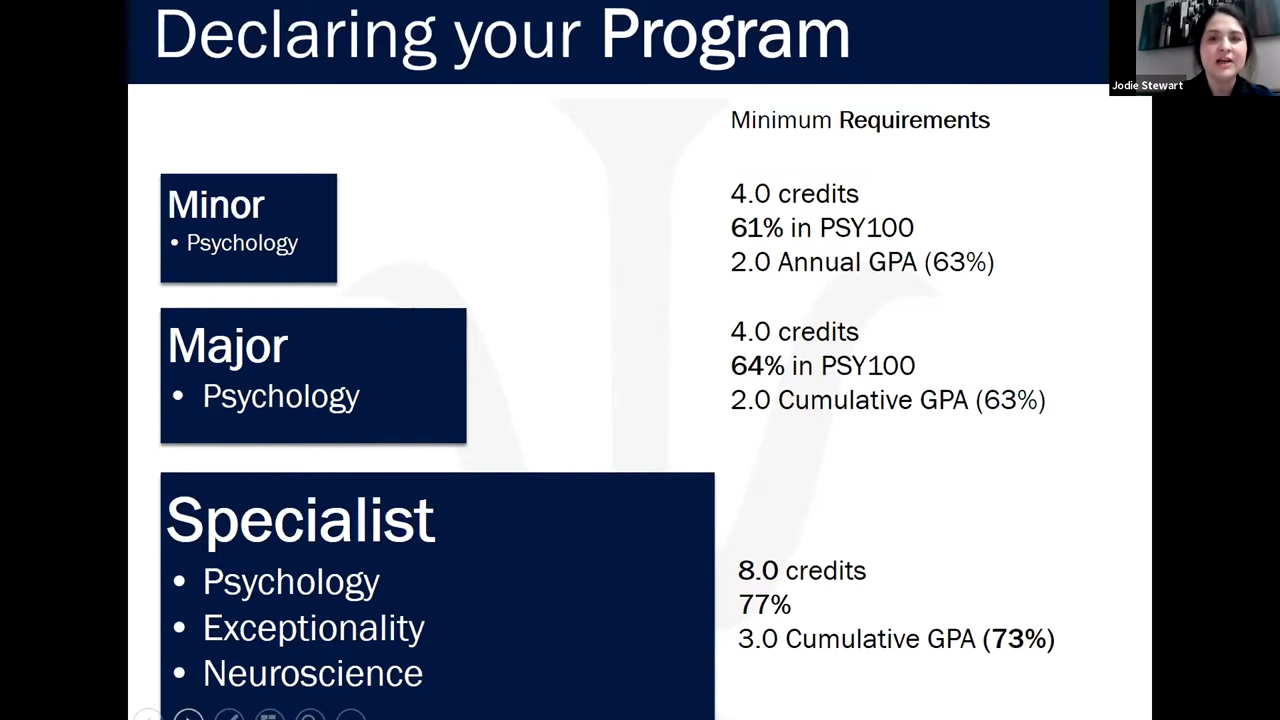 Declaring your Program
Jodie Stewart
Minimum Requirements
Minor
• Psychology
4.0 credits
61% in PSY100
2.0 Annual GPA (63%)
Major
• Psychology
4.0 credits
64% in PSY100
2.0 Cumulative GPA (63%)
Specialist
• Psychology
• Exceptionality
• Neuroscience
8.0 credits
77%
3.0 Cumulative GPA (73%)